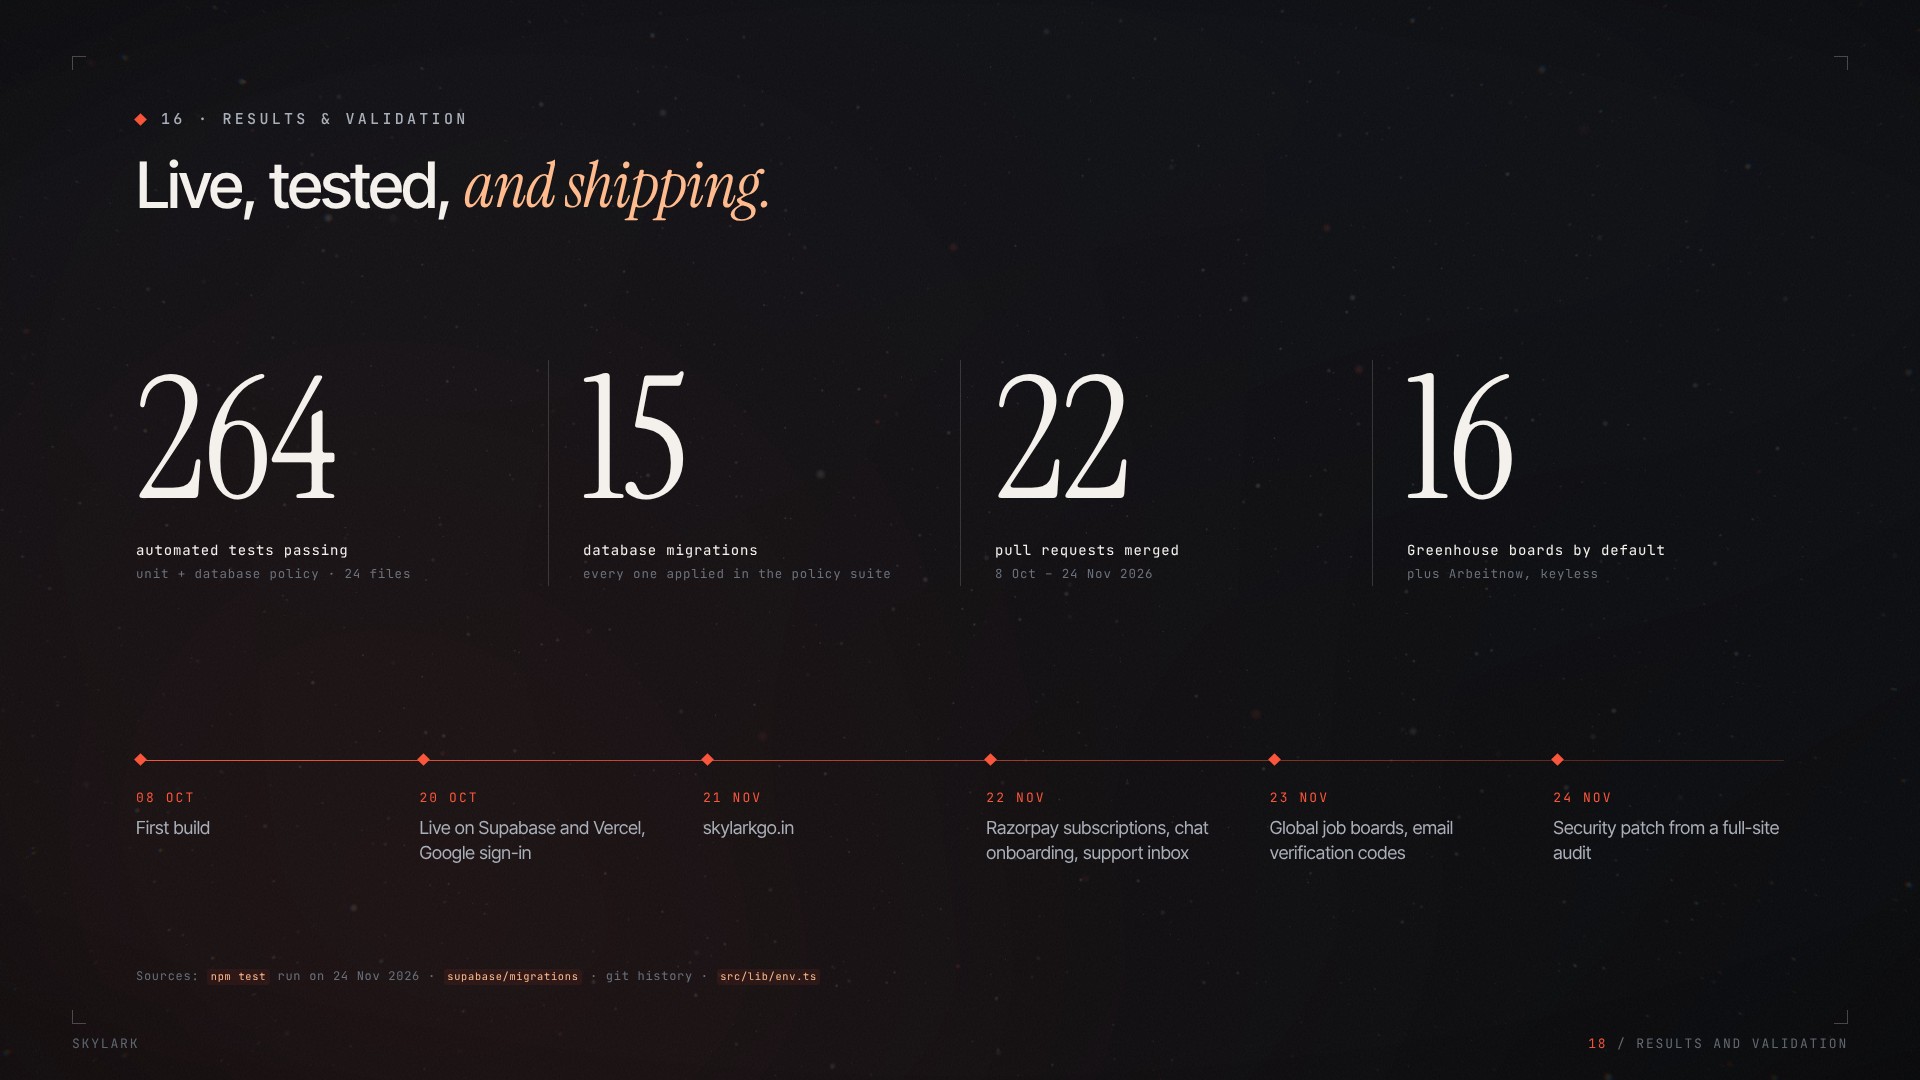 16 · RESULTS & VALIDATION
Live, tested, and shipping.
264
automated tests passing
unit + database policy · 24 files
15
database migrations
every one applied in the policy suite
22
pull requests merged
8 Oct – 24 Nov 2026
16
Greenhouse boards by default
plus Arbeitnow, keyless
08 OCT
First build
20 OCT
Live on Supabase and Vercel,
Google sign-in
21 NOV
skylarkgo.in
22 NOV
Razorpay subscriptions, chat
onboarding, support inbox
23 NOV
Global job boards, email
verification codes
24 NOV
Security patch from a full-site
audit
Sources: npm test run on 24 Nov 2026 · supabase/migrations · git history · src/lib/env.ts
SKYLARK
18 / RESULTS AND VALIDATION